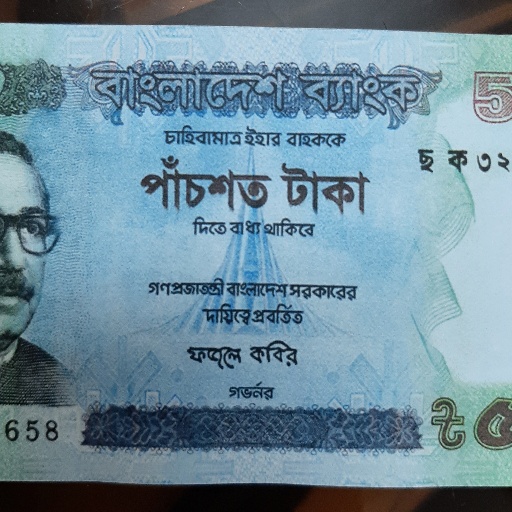 বাংলাদেশ ব্যাংক
5
চাহিবামাত্র ইহার বাহককে
ছ ক ৩২
পাঁচশত টাকা
দিতে বাধ্য থাকিবে
গণপ্রজাতন্ত্রী বাংলাদেশ সরকারের
দায়িত্বে প্রবর্তিত
ফজলে কবির
গভর্নর
658
৳ ৫